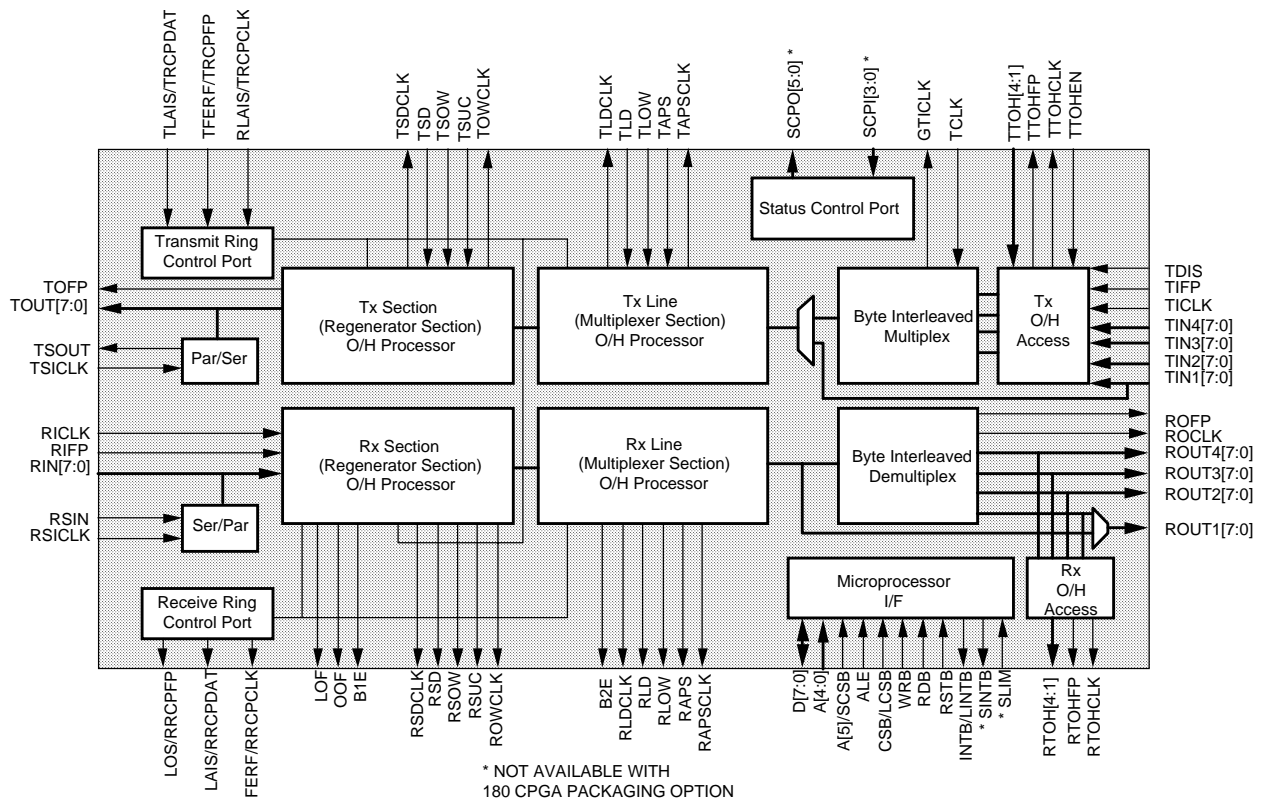 TLAIS/TRCPDAT
TFERF/TRCPFP
RLAIS/TRCPCLK
TSDCLK
TSD
TSOW
TSUC
TOWCLK
TLDCLK
TLD
TLOW
TAPS
TAPSCLK
SCPO[5:0] *
SCPI[3:0] *
GTICLK
TCLK
TTOH[4:1]
TTOHFP
TTOHCLK
TTOHEN
Status Control Port
Transmit Ring
Control Port
TOFP
TOUT[7:0]
TSOUT
TSICLK
Par/Ser
Tx Section
(Regenerator Section)
O/H Processor
Tx Line
(Multiplexer Section)
O/H Processor
Byte Interleaved
Multiplex
Tx
O/H
Access
TDIS
TIFP
TICLK
TIN4[7:0]
TIN3[7:0]
TIN2[7:0]
TIN1[7:0]
RICLK
RIFP
RIN[7:0]
RSIN
RSICLK
Ser/Par
Rx Section
(Regenerator Section)
O/H Processor
Rx Line
(Multiplexer Section)
O/H Processor
Byte Interleaved
Demultiplex
ROFP
ROCLK
ROUT4[7:0]
ROUT3[7:0]
ROUT2[7:0]
ROUT1[7:0]
Receive Ring
Control Port
Microprocessor
I/F
Rx
O/H
Access
LOS/RRCPFP
LAIS/RRCPDAT
FERF/RRCPCLK
LOF
OOF
B1E
RSDCLK
RSD
RSOW
RSUC
ROWCLK
B2E
RLDCLK
RLD
RLOW
RAPS
RAPSCLK
D[7:0]
A[4:0]
A[5]/SCSB
ALE
CSB/LCSB
WRB
RDB
RSTB
INTB/LINTB
* SINTB
* SLIM
RTOH[4:1]
RTOHFP
RTOHCLK
* NOT AVAILABLE WITH
180 CPGA PACKAGING OPTION